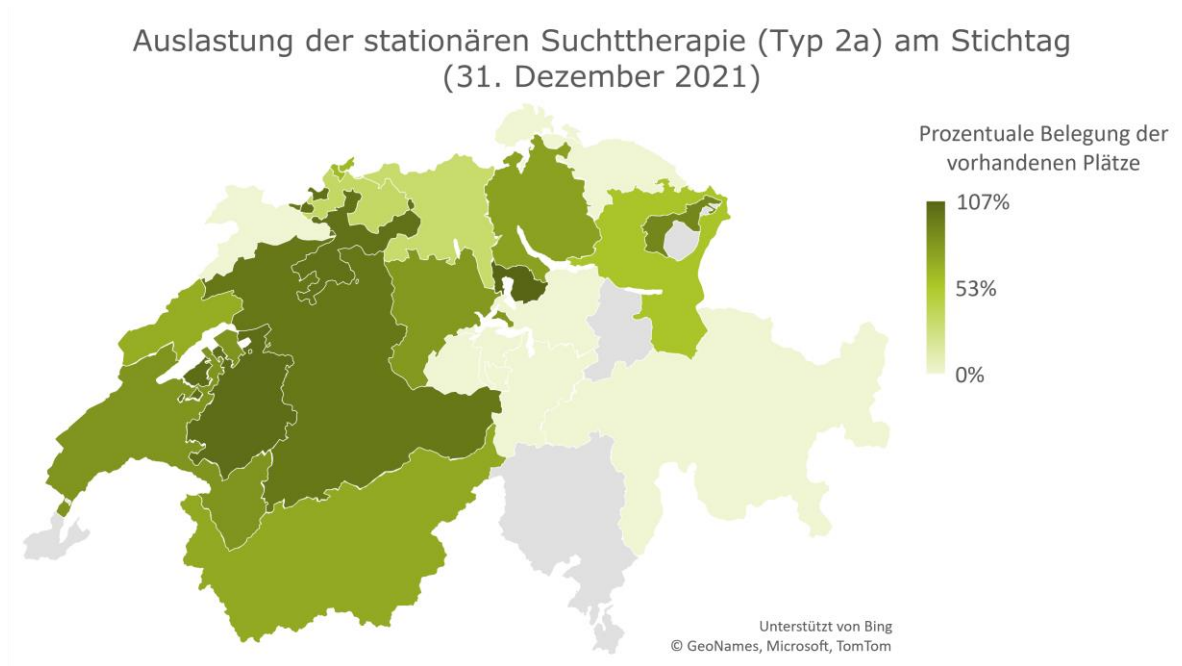 Auslastung der stationären Suchttherapie (Typ 2a) am Stichtag
(31. Dezember 2021)
Prozentuale Belegung der
vorhandenen Plätze
107%
53%
0%
Unterstützt von Bing
© GeoNames, Microsoft, TomTom